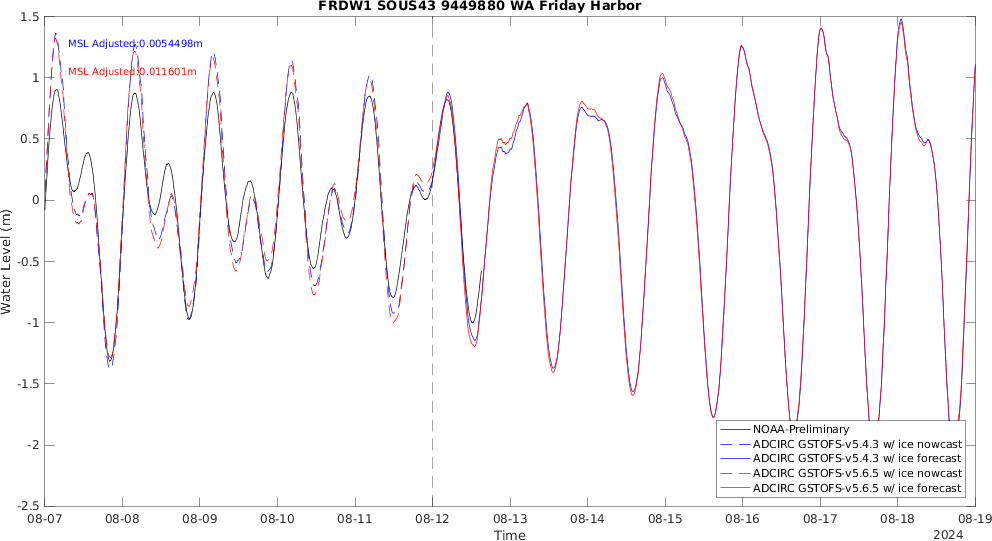 FRDW1 SOUS43 9449880 WA Friday Harbor
1.5
1
0.5
0
-0.5
-1
-1.5
-2
-2.5
Water Level (m)
MSL Adjusted:0.0054498m
MSL Adjusted:0.011601m
NOAA-Preliminary
ADCIRC GSTOFS-v5.4.3 w/ ice nowcast
ADCIRC GSTOFS-v5.4.3 w/ ice forecast
ADCIRC GSTOFS-v5.6.5 w/ ice nowcast
ADCIRC GSTOFS-v5.6.5 w/ ice forecast
08-07 08-08 08-09 08-10 08-11 08-12 08-13 08-14 08-15 08-16 08-17 08-18 08-19
Time
2024